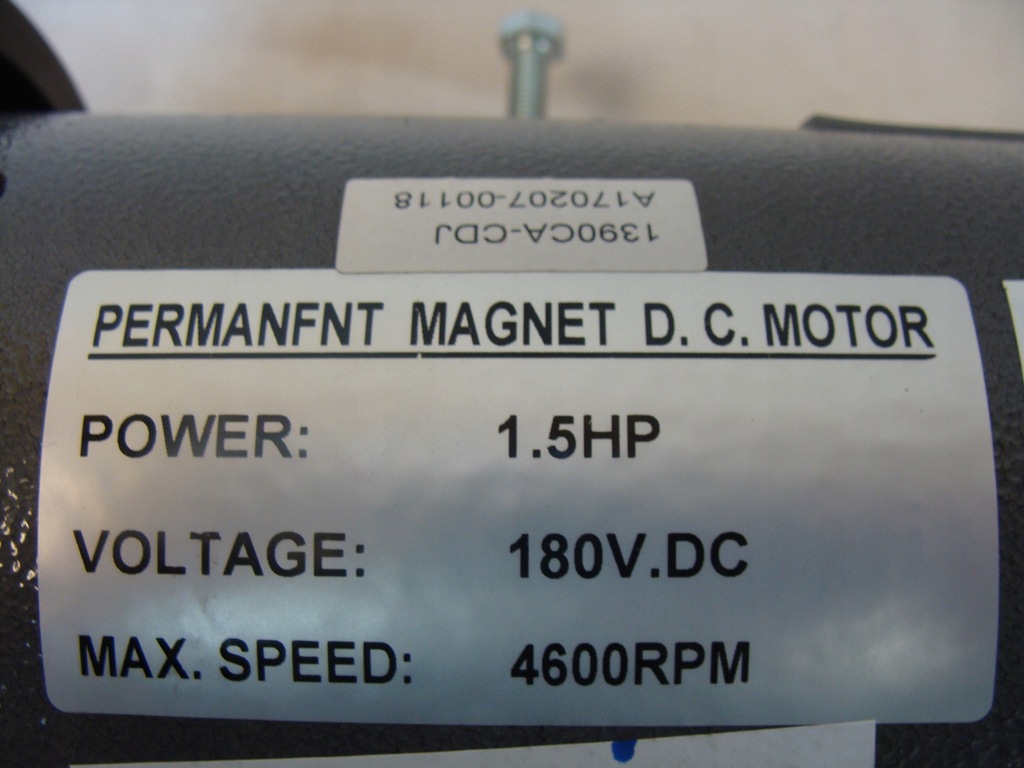 1390CA-CDJ
A170207-00118
PERMANFNT MAGNET D. C. MOTOR
POWER: 1.5HP
VOLTAGE: 180V.DC
MAX. SPEED: 4600RPM